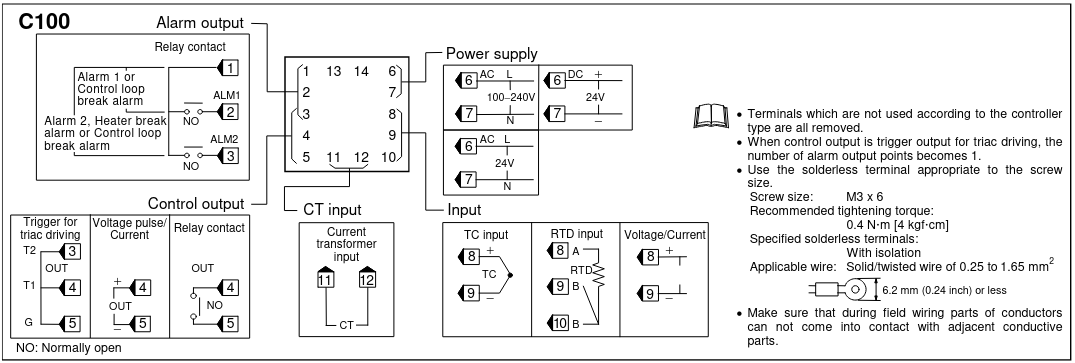 C100
Alarm output
Relay contact
Alarm 1 or
Control loop
break alarm
Alarm 2, Heater break
alarm or Control loop
break alarm
1
ALM1
2
NO
ALM2
3
NO
1 13 14 6
2 7
3 8
4 9
5 11 12 10
Power supply
6 AC L
100–240V
7 N
6 DC +
24V
7 –
6 AC L
24V
7 N
Control output
Trigger for
triac driving
T2 3
OUT
T1 4
G 5
Voltage pulse/
Current
+ 4
OUT
– 5
Relay contact
OUT
4
NO
5
NO: Normally open
CT input
Current
transformer
input
11 12
CT
Input
TC input
8 +
TC
9 –
RTD input
8 A
RTD
9 B
10 B
Voltage/Current
8 +
9 –
• Terminals which are not used according to the controller
type are all removed.
• When control output is trigger output for triac driving, the
number of alarm output points becomes 1.
• Use the solderless terminal appropriate to the screw
size.
Screw size: M3 x 6
Recommended tightening torque:
0.4 N·m [4 kgf·cm]
Specified solderless terminals:
With isolation
Applicable wire: Solid/twisted wire of 0.25 to 1.65 mm²
6.2 mm (0.24 inch) or less
• Make sure that during field wiring parts of conductors
can not come into contact with adjacent conductive
parts.